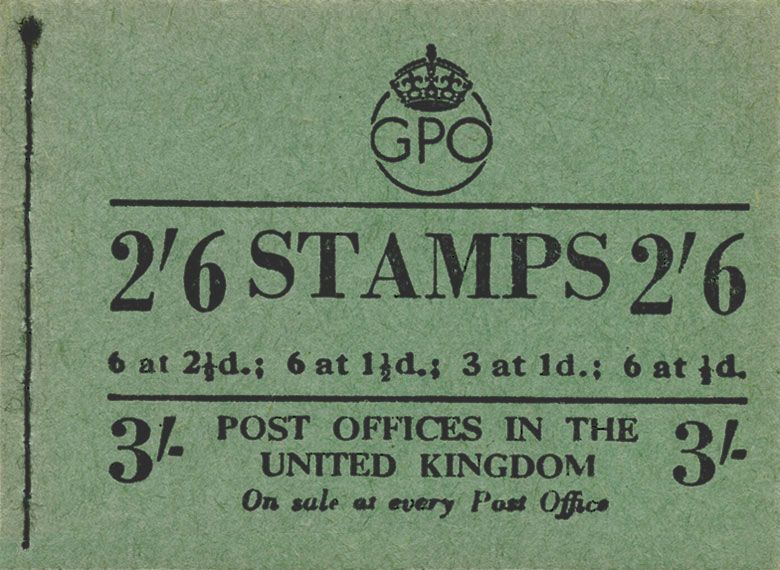 GPO
2'6 STAMPS 2'6
6 at 2½d.; 6 at 1½d.; 3 at 1d.; 6 at ½d.
3/- POST OFFICES IN THE 3/-
UNITED KINGDOM
On sale at every Post Office